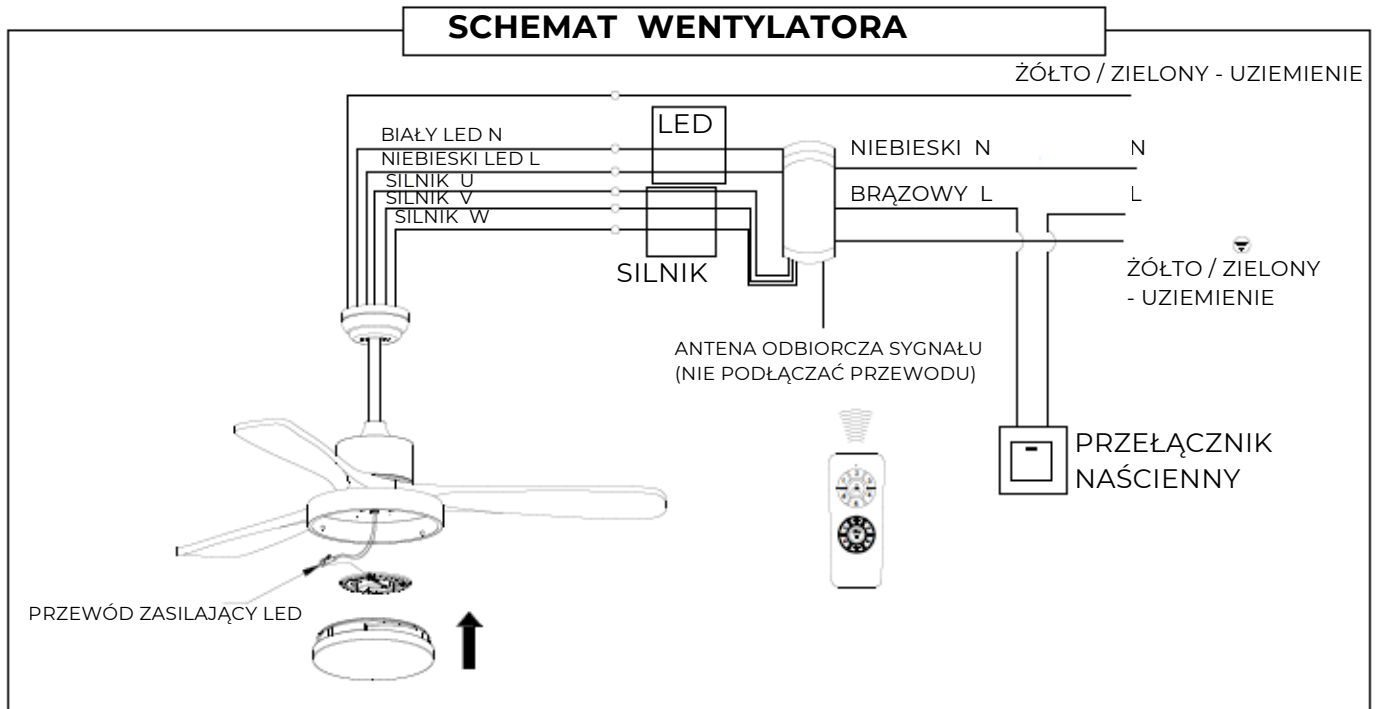 SCHEMAT WENTYLATORA
ŻÓŁTO / ZIELONY - UZIEMIENIE
BIAŁY LED N
NIEBIESKI LED L
SILNIK U
SILNIK V
SILNIK W
LED
SILNIK
NIEBIESKI N
N
BRĄZOWY L
L
ŻÓŁTO / ZIELONY
- UZIEMIENIE
ANTENA ODBIORCZA SYGNAŁU
(NIE PODŁĄCZAĆ PRZEWODU)
PRZEŁĄCZNIK
NAŚCIENNY
PRZEWÓD ZASILAJĄCY LED